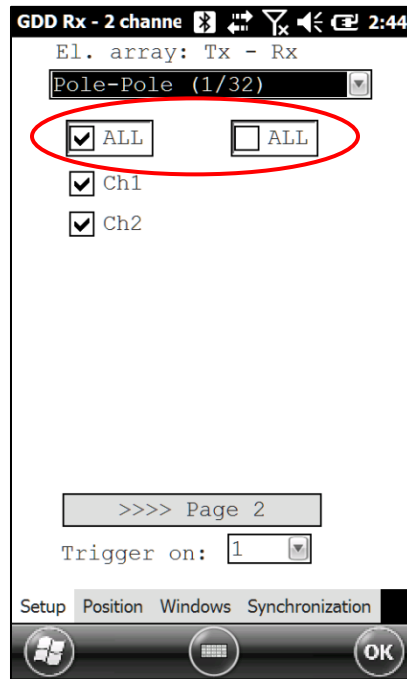 GDD Rx - 2 channe 2:44
El. array: Tx - Rx
Pole-Pole (1/32)
ALL ALL
Ch1
Ch2
>>>> Page 2
Trigger on: 1
Setup Position Windows Synchronization
OK